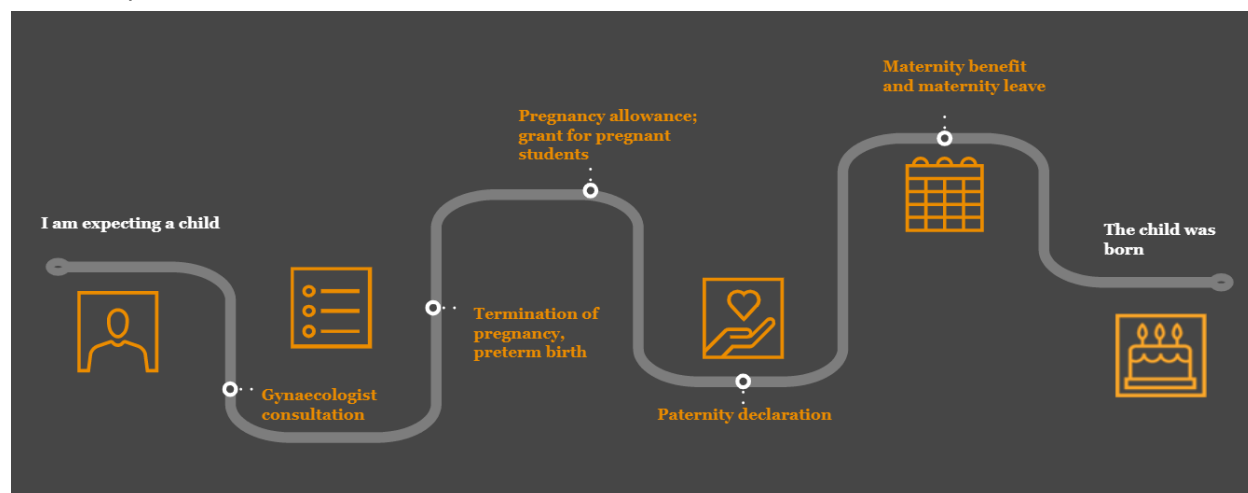 I am expecting a child
Gynaecologist
consultation
Termination of
pregnancy,
preterm birth
Pregnancy allowance;
grant for pregnant
students
Paternity declaration
Maternity benefit
and maternity leave
The child was
born